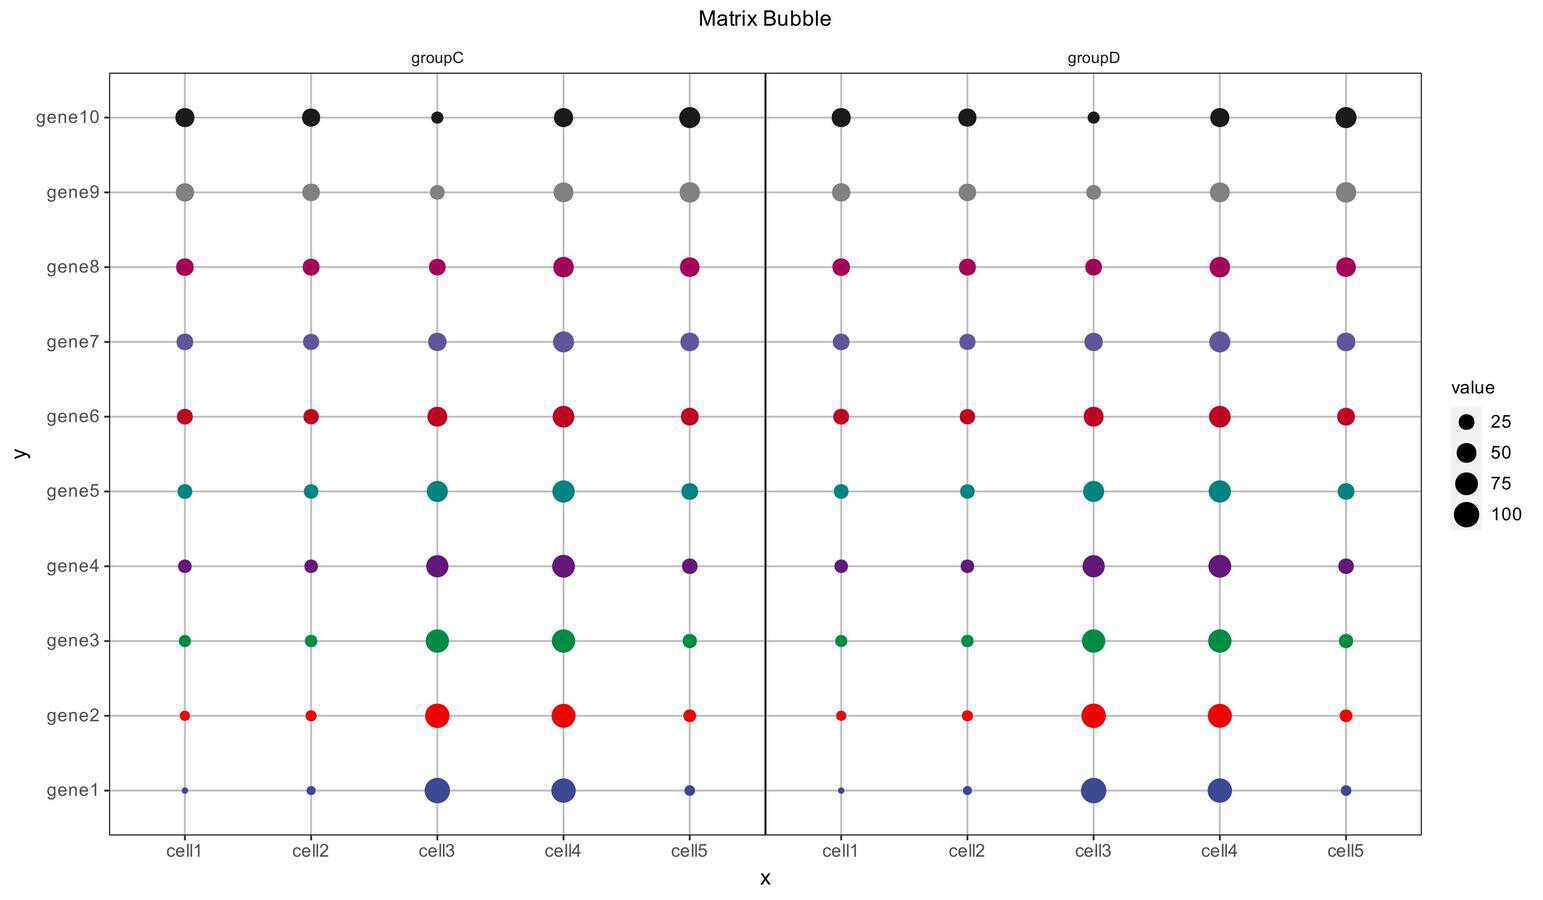 Matrix Bubble
groupC
groupD
gene10
gene9
gene8
gene7
gene6
gene5
gene4
gene3
gene2
gene1
y
cell1 cell2 cell3 cell4 cell5 cell1 cell2 cell3 cell4 cell5
x
value
25
50
75
100